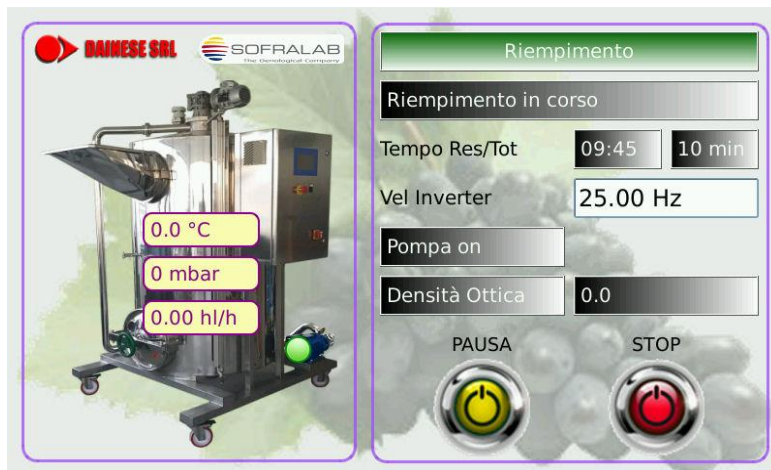 DAINESE SRL
SOFRALAB
The Oenological Company
0.0 °C
0 mbar
0.00 hl/h
Riempimento
Riempimento in corso
Tempo Res/Tot 09:45 10 min
Vel Inverter 25.00 Hz
Pompa on
Densità Ottica 0.0
PAUSA STOP